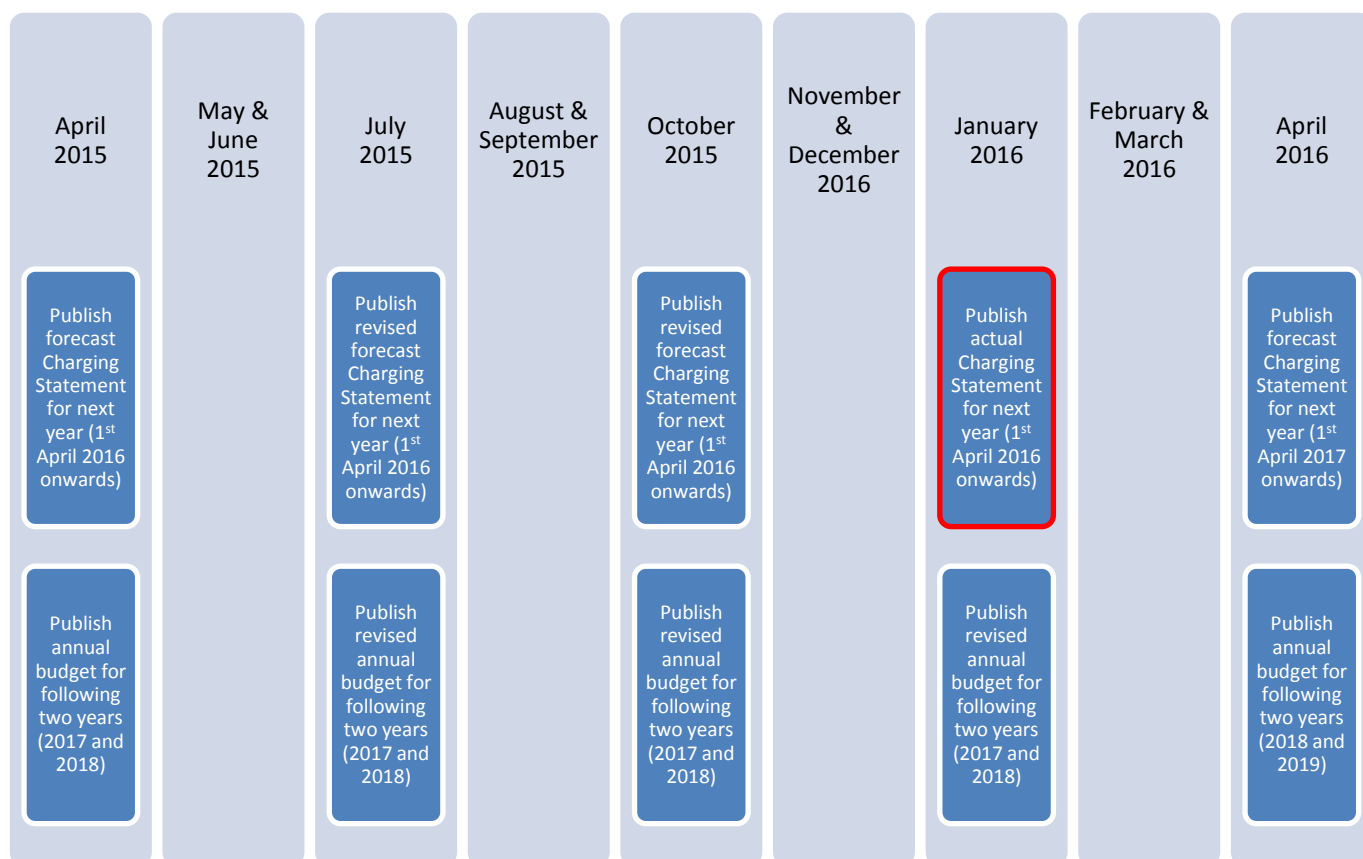 April
2015
May &
June
2015
July
2015
August &
September
2015
October
2015
November
&
December
2016
January
2016
February &
March
2016
April
2016
Publish
forecast
Charging
Statement
for next
year (1st
April 2016
onwards)
Publish
revised
forecast
Charging
Statement
for next
year (1st
April 2016
onwards)
Publish
revised
forecast
Charging
Statement
for next
year (1st
April 2016
onwards)
Publish
actual
Charging
Statement
for next
year (1st
April 2016
onwards)
Publish
forecast
Charging
Statement
for next
year (1st
April 2017
onwards)
Publish
annual
budget for
following
two years
(2017 and
2018)
Publish
revised
annual
budget for
following
two years
(2017 and
2018)
Publish
revised
annual
budget for
following
two years
(2017 and
2018)
Publish
revised
annual
budget for
following
two years
(2017 and
2018)
Publish
annual
budget for
following
two years
(2018 and
2019)